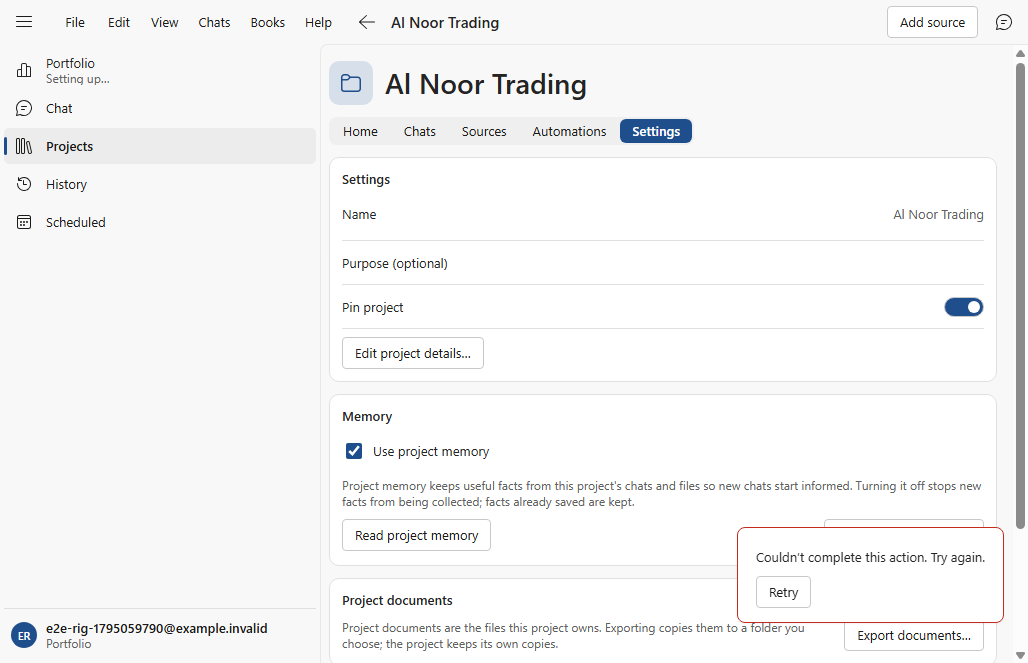 File Edit View Chats Books Help Al Noor Trading Add source
Portfolio
Setting up...
Chat
Projects
History
Scheduled
Al Noor Trading
Home Chats Sources Automations Settings
Settings
Name Al Noor Trading
Purpose (optional)
Pin project
Edit project details...
Memory
Use project memory
Project memory keeps useful facts from this project's chats and files so new chats start informed. Turning it off stops new
facts from being collected; facts already saved are kept.
Read project memory
Couldn't complete this action. Try again.
Retry
Project documents
Project documents are the files this project owns. Exporting copies them to a folder you
choose; the project keeps its own copies.
Export documents...
ER
e2e-rig-1795059790@example.invalid
Portfolio